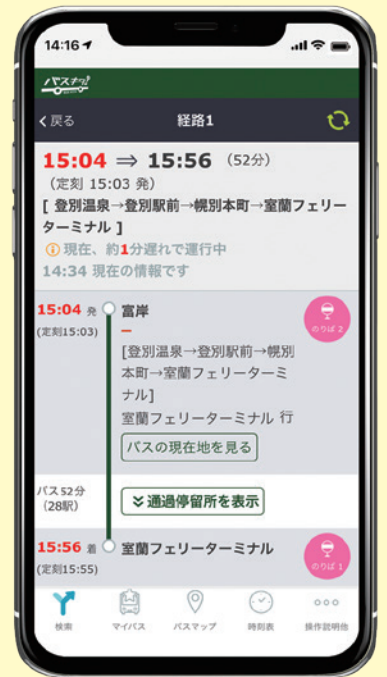 14:16
バスキタ!
戻る 経路1
15:04 ⇒ 15:56 (52分)
(定刻 15:03 発)
[ 登別温泉→登別駅前→幌別本町→室蘭フェリー
ターミナル ]
現在、約1分遅れで運行中
14:34 現在の情報です
15:04 発 富岸
(定刻15:03)
のりば 2
[登別温泉→登別駅前→幌別
本町→室蘭フェリーターミ
ナル]
室蘭フェリーターミナル 行
バスの現在地を見る
バス52分
(28駅)
通過停留所を表示
15:56 着 室蘭フェリーターミナル
(定刻15:55)
のりば 1
検索 マイバス バスマップ 時刻表 操作説明他